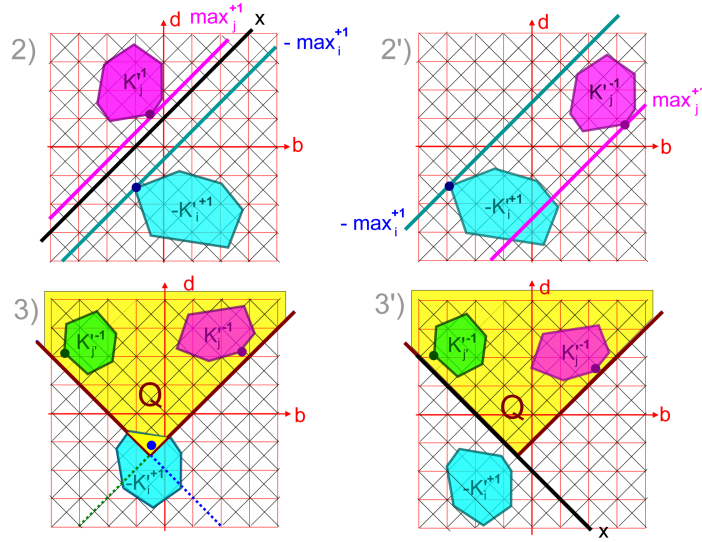 2)
d
max_j^{+1}
x
- max_i^{+1}
K'_j^{-1}
b
-K'_i^{+1}
2')
d
K'_j^{-1}
max_j^{+1}
b
-K'_i^{+1}
- max_i^{+1}
3)
d
K'_{j'}^{-1}
K'_j^{-1}
Q
b
-K'_i^{+1}
3')
d
K'_{j'}^{-1}
K'_j^{-1}
Q
b
-K'_i^{+1}
x